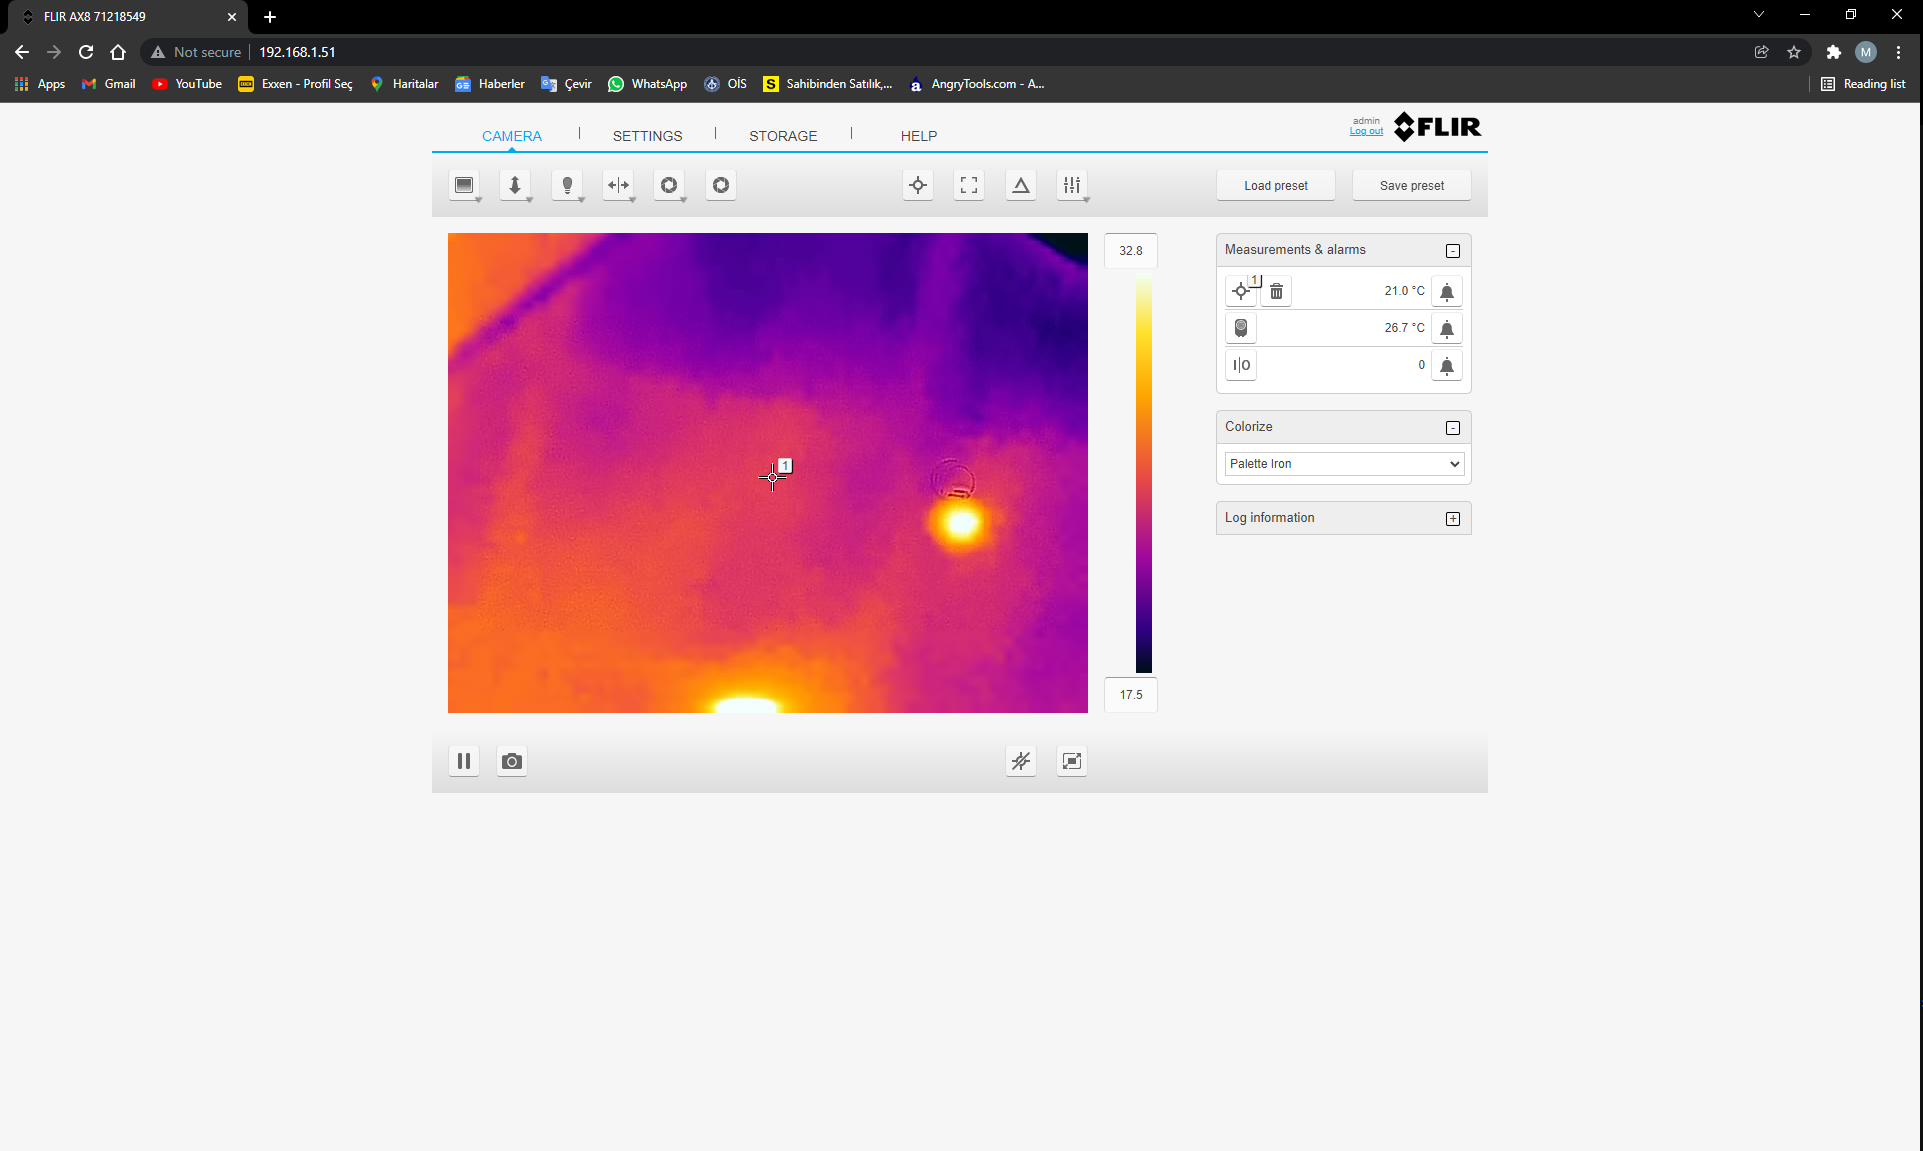 FLIR AX8 71218549
Not secure
192.168.1.51
Apps
Gmail
YouTube
Exxen - Profil Seç
Haritalar
Haberler
Çevir
WhatsApp
OİS
Sahibinden Satılık,...
AngryTools.com - A...
Reading list
CAMERA
SETTINGS
STORAGE
HELP
admin
Log out
FLIR
Load preset
Save preset
32.8
17.5
1
Measurements & alarms
1
21.0 °C
26.7 °C
I|O
0
Colorize
Palette Iron
Log information
M